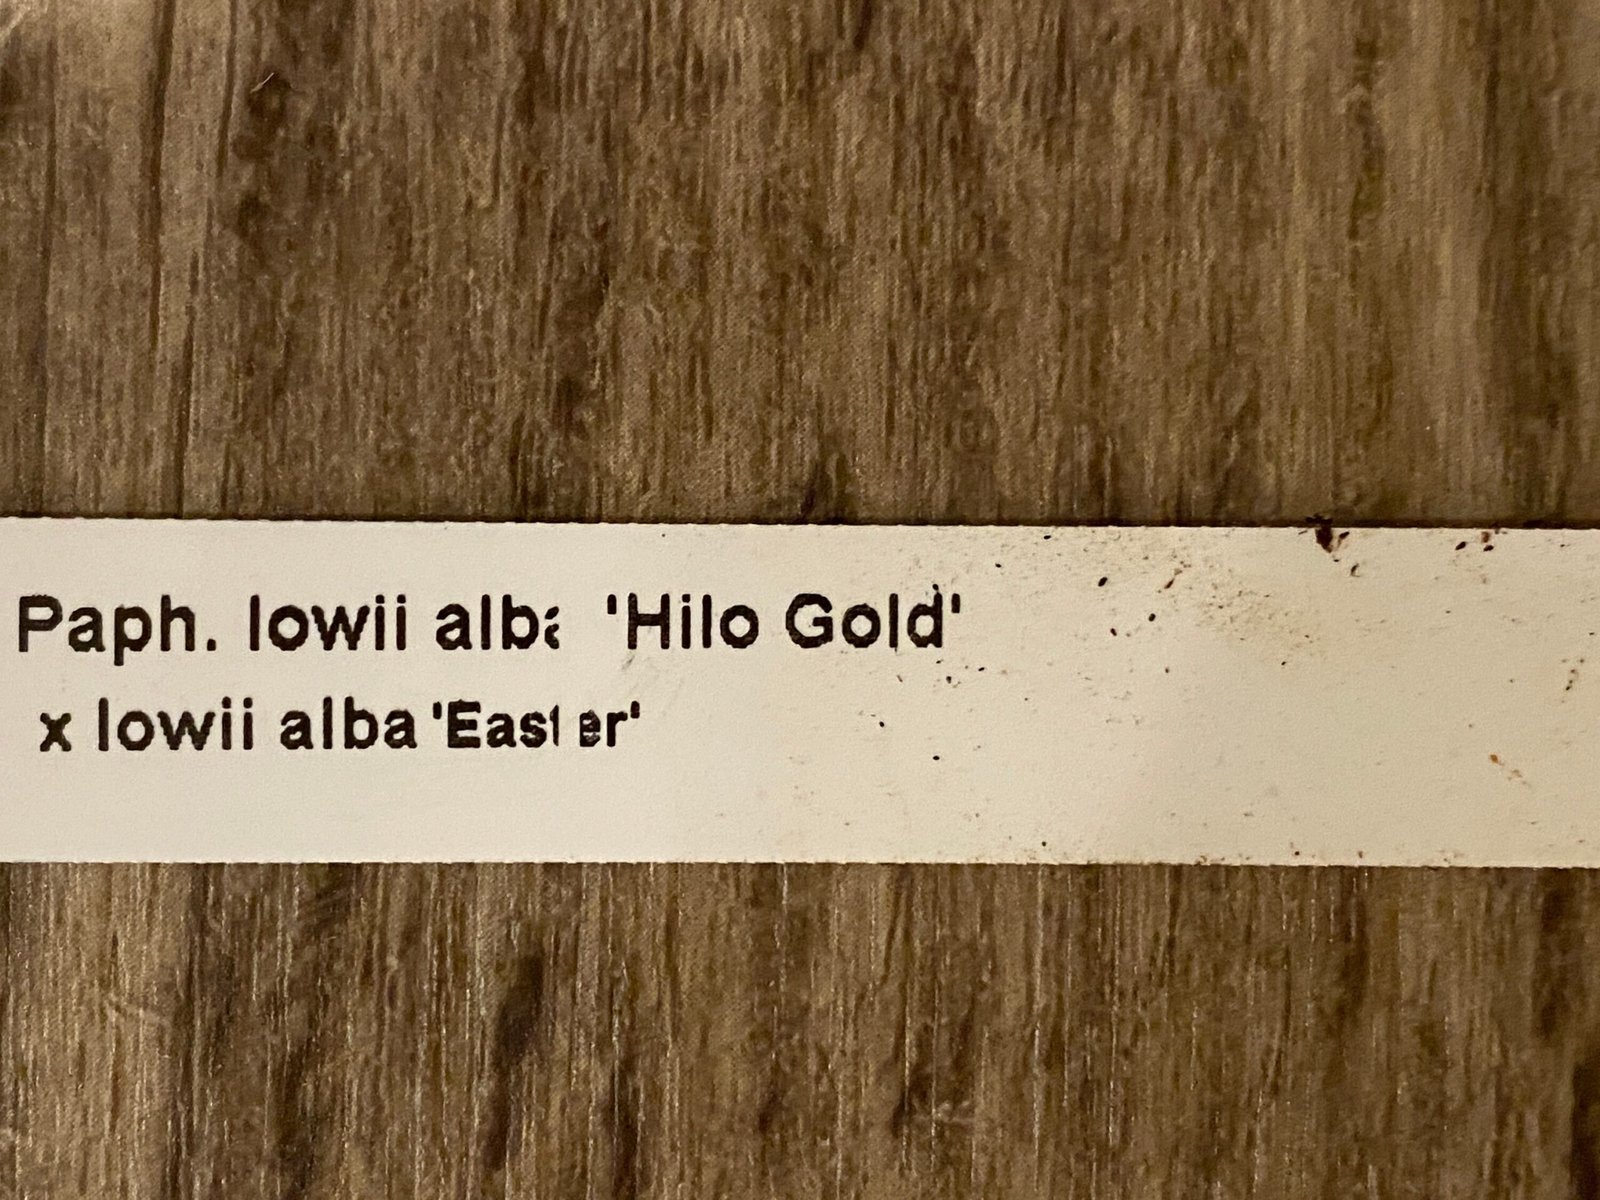 Paph. lowii alba 'Hilo Gold'
x lowii alba 'Easter'